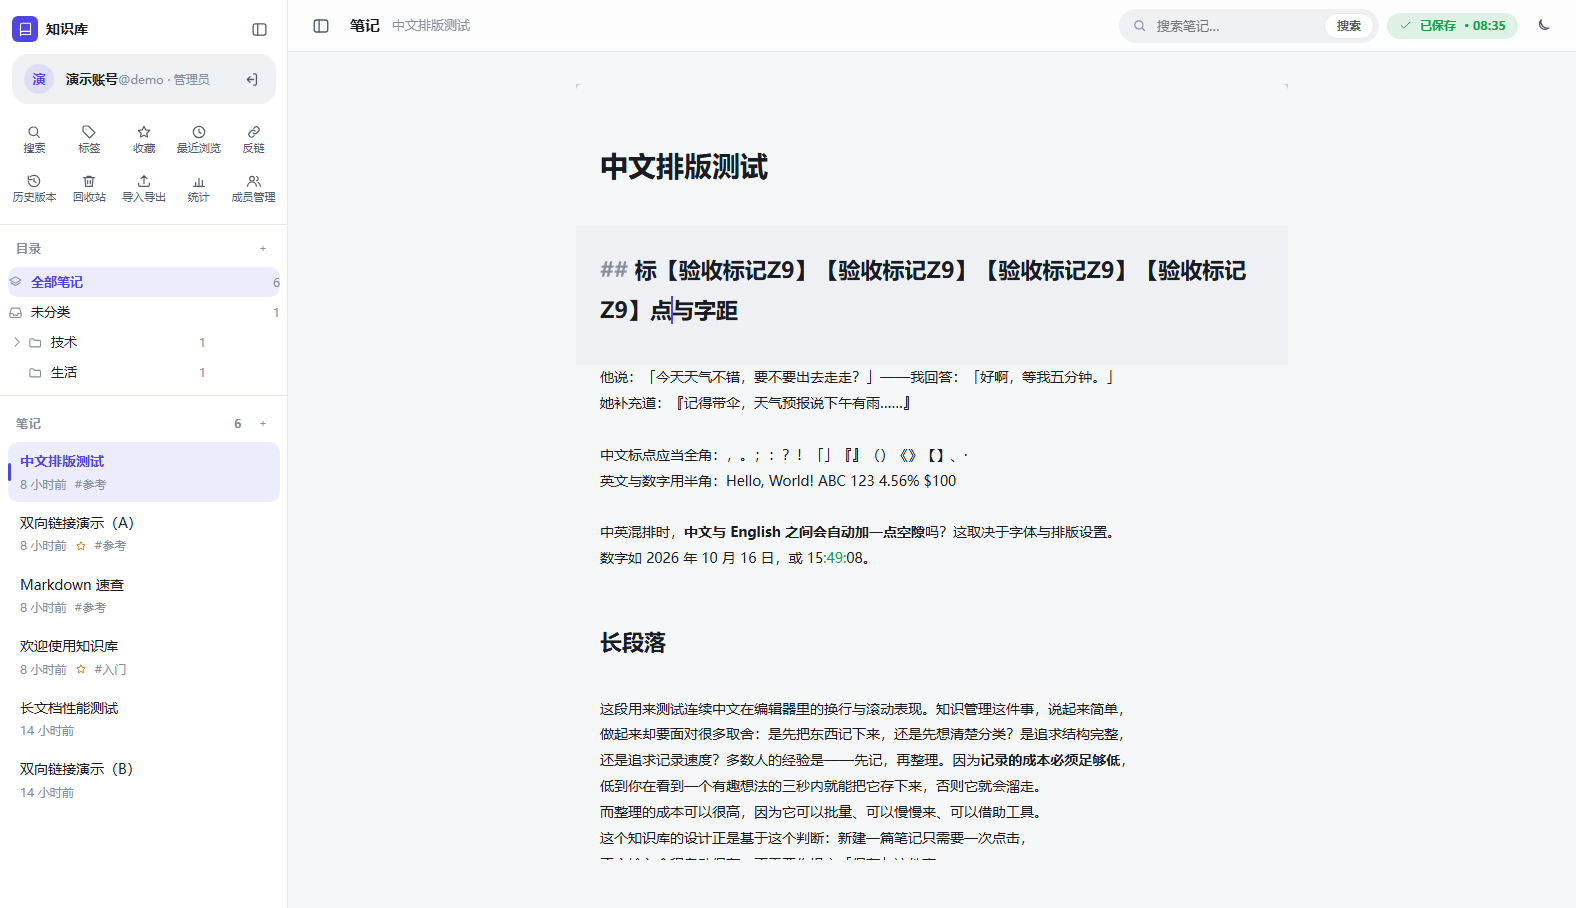 知识库
演
演示账号@demo · 管理员
搜索
标签
收藏
最近浏览
反链
历史版本
回收站
导入导出
统计
成员管理
目录
+
全部笔记
6
未分类
1
技术
1
生活
1
笔记
6
+
中文排版测试
8 小时前 #参考
双向链接演示（A）
8 小时前 #参考
Markdown 速查
8 小时前 #参考
欢迎使用知识库
8 小时前 #入门
长文档性能测试
14 小时前
双向链接演示（B）
14 小时前
笔记 中文排版测试
搜索笔记...
搜索
已保存 • 08:35
中文排版测试
## 标【验收标记Z9】【验收标记Z9】【验收标记Z9】【验收标记
Z9】点与字距
他说：「今天天气不错，要不要出去走走？」——我回答：「好啊，等我五分钟。」
她补充道：『记得带伞，天气预报说下午有雨……』
中文标点应当全角：，。；：？！「」『』（）《》【】、·
英文与数字用半角：Hello, World! ABC 123 4.56% $100
中英混排时，中文与 English 之间会自动加一点空隙吗？这取决于字体与排版设置。
数字如 2026 年 10 月 16 日，或 15:49:08。
长段落
这段用来测试连续中文在编辑器里的换行与滚动表现。知识管理这件事，说起来简单，
做起来却要面对很多取舍：是先把东西记下来，还是先想清楚分类？是追求结构完整，
还是追求记录速度？多数人的经验是——先记，再整理。因为记录的成本必须足够低，
低到你在看到一个有趣想法的三秒内就能把它存下来，否则它就会溜走。
而整理的成本可以很高，因为它可以批量、可以慢慢来、可以借助工具。
这个知识库的设计正是基于这个判断：新建一篇笔记只需要一次点击，